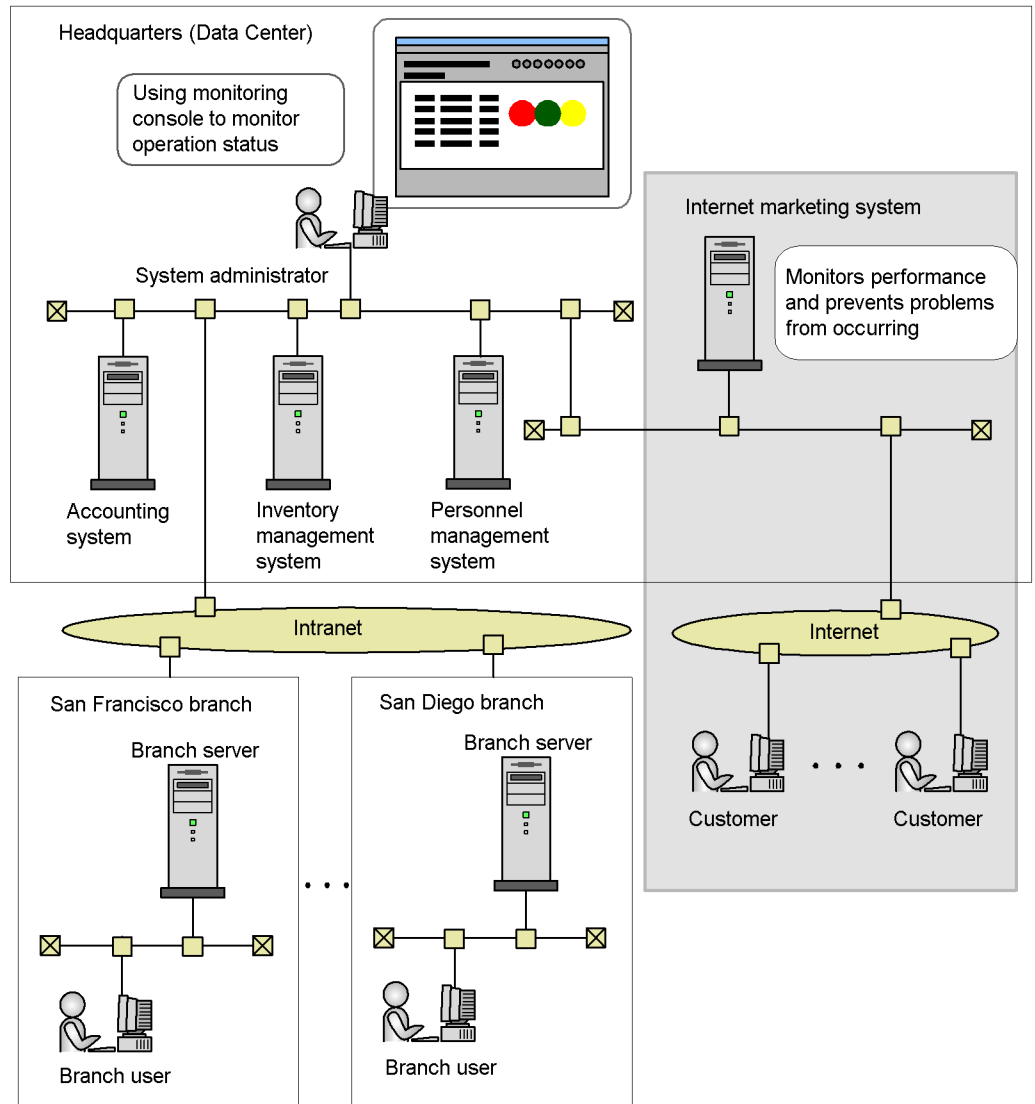 Headquarters (Data Center)
Using monitoring
console to monitor
operation status
Internet marketing system
System administrator
Monitors performance
and prevents problems
from occurring
Accounting
system
Inventory
management
system
Personnel
management
system
Intranet
Internet
San Francisco branch
San Diego branch
Branch server
Branch server
Customer
Customer
Branch user
Branch user